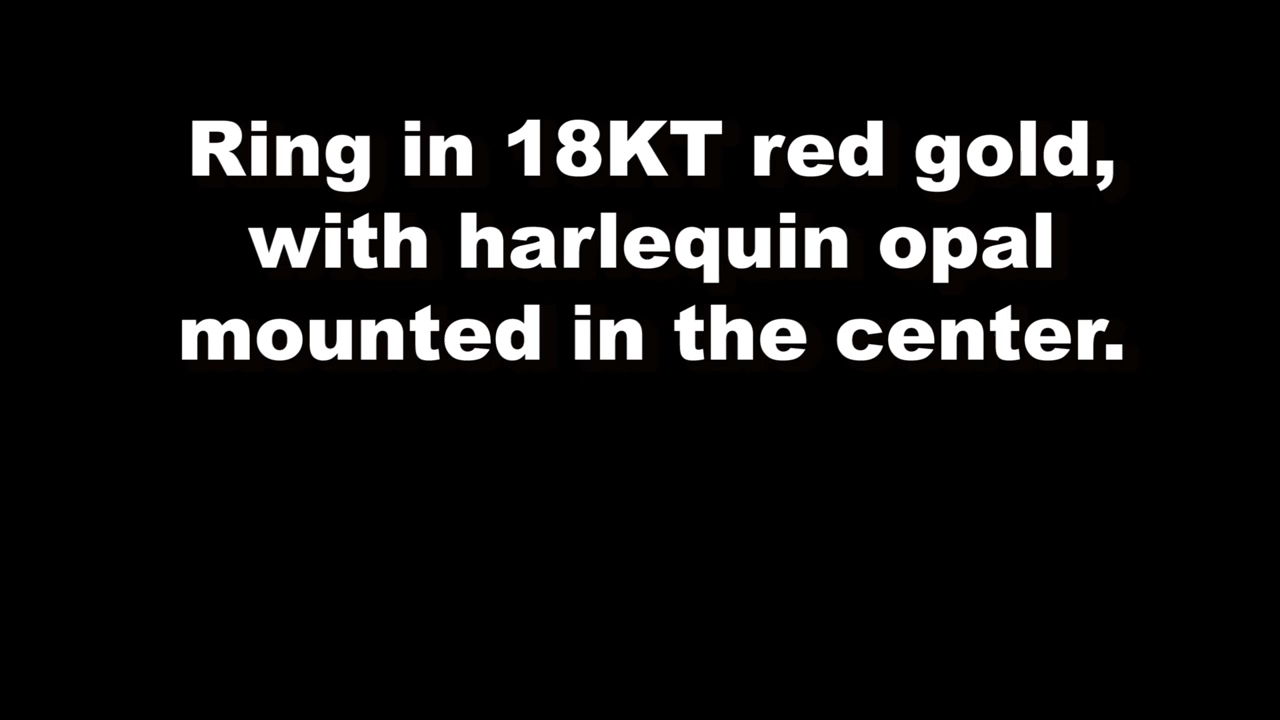 Ring in 18KT red gold,
with harlequin opal
mounted in the center.